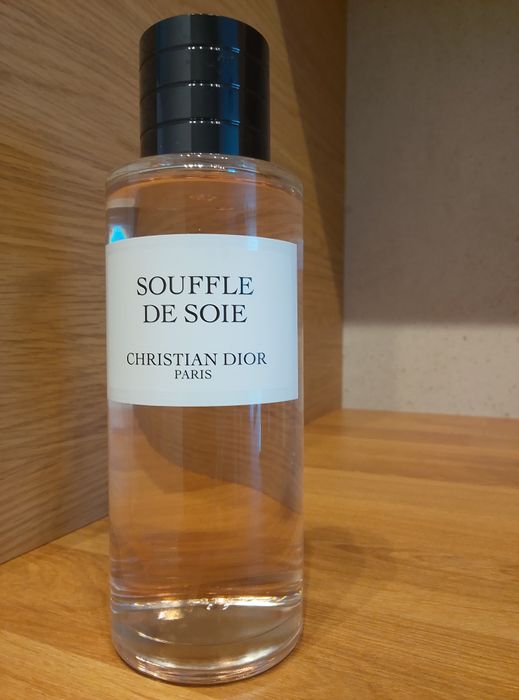 SOUFFLE
DE SOIE
CHRISTIAN DIOR
PARIS